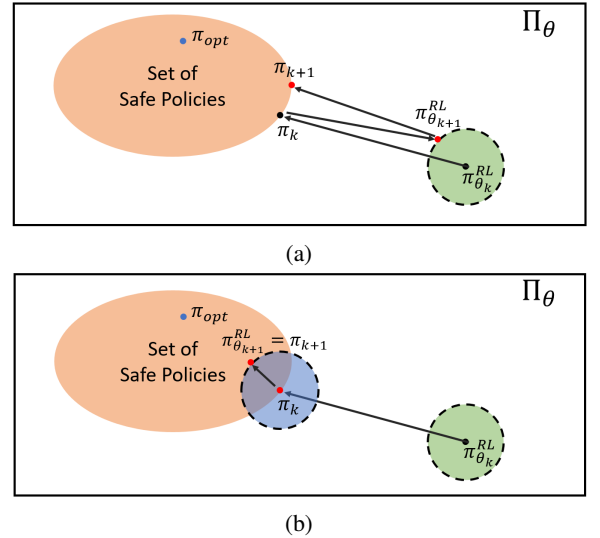 Π_θ
π_opt
Set of
Safe Policies
π_{k+1}
π_k
π^{RL}_{θ_{k+1}}
π^{RL}_{θ_k}
(a)
Π_θ
π_opt
Set of
Safe Policies
π^{RL}_{θ_{k+1}} = π_{k+1}
π_k
π^{RL}_{θ_k}
(b)